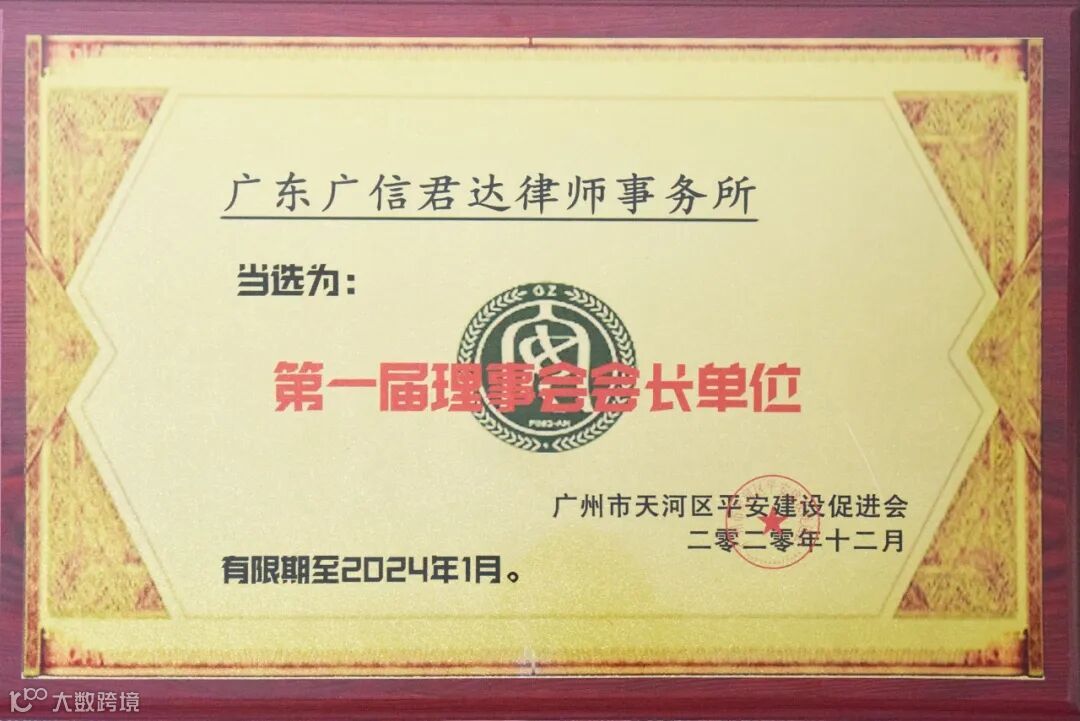 广东广信君达律师事务所
当选为：
第一届理事会会长单位
广州市天河区平安建设促进会
二零二零年十二月
有限期至2024年1月。
大数跨境